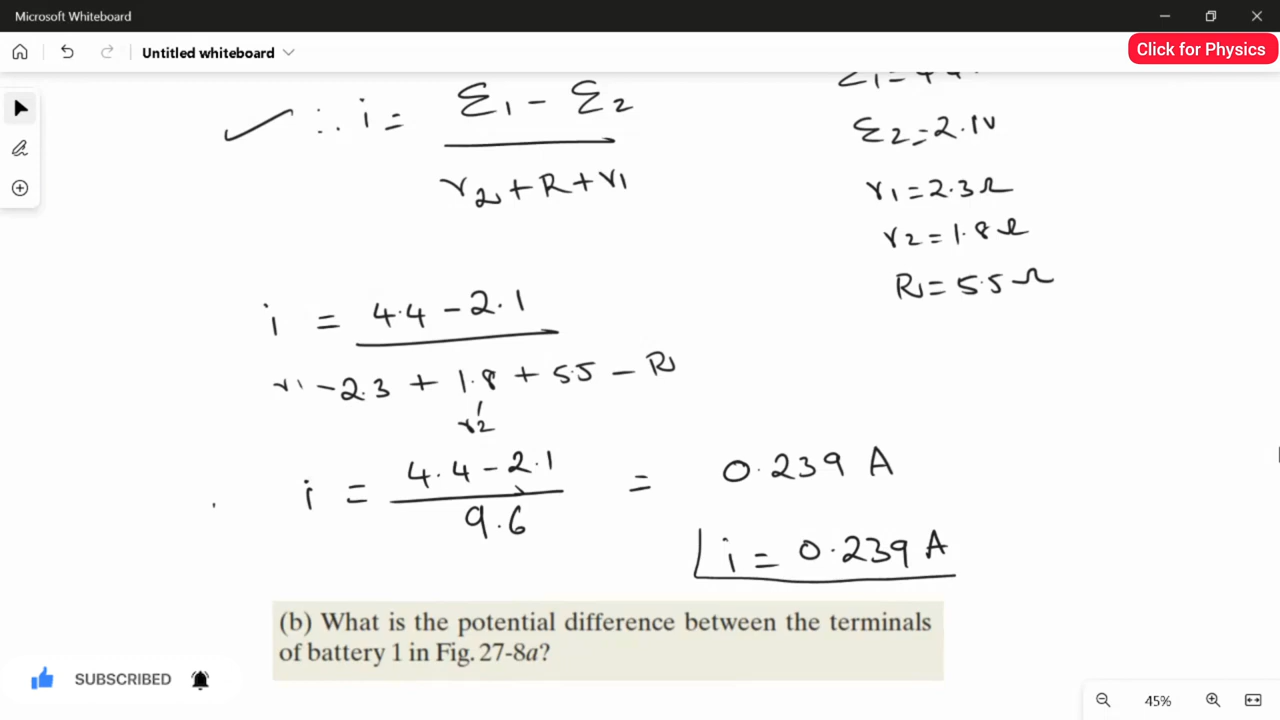 Microsoft Whiteboard
Untitled whiteboard
Click for Physics
∴ i = ε1 - ε2
r2 + R + r1
ε1 = 4.4
ε2 = 2.1V
r1 = 2.3Ω
r2 = 1.8Ω
R = 5.5Ω
i = 4.4 - 2.1
r1 - 2.3 + 1.8 + 5.5 - R
r2
i = 4.4 - 2.1 = 0.239 A
9.6
i = 0.239 A
(b) What is the potential difference between the terminals
of battery 1 in Fig. 27-8a?
SUBSCRIBED
45%